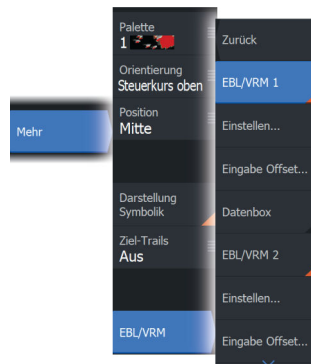 Mehr
Palette
1
Orientierung
Steuerkurs oben
Position
Mitte
Darstellung
Symbolik
Ziel-Trails
Aus
EBL/VRM
Zurück
EBL/VRM 1
Einstellen...
Eingabe Offset...
Datenbox
EBL/VRM 2
Einstellen...
Eingabe Offset...